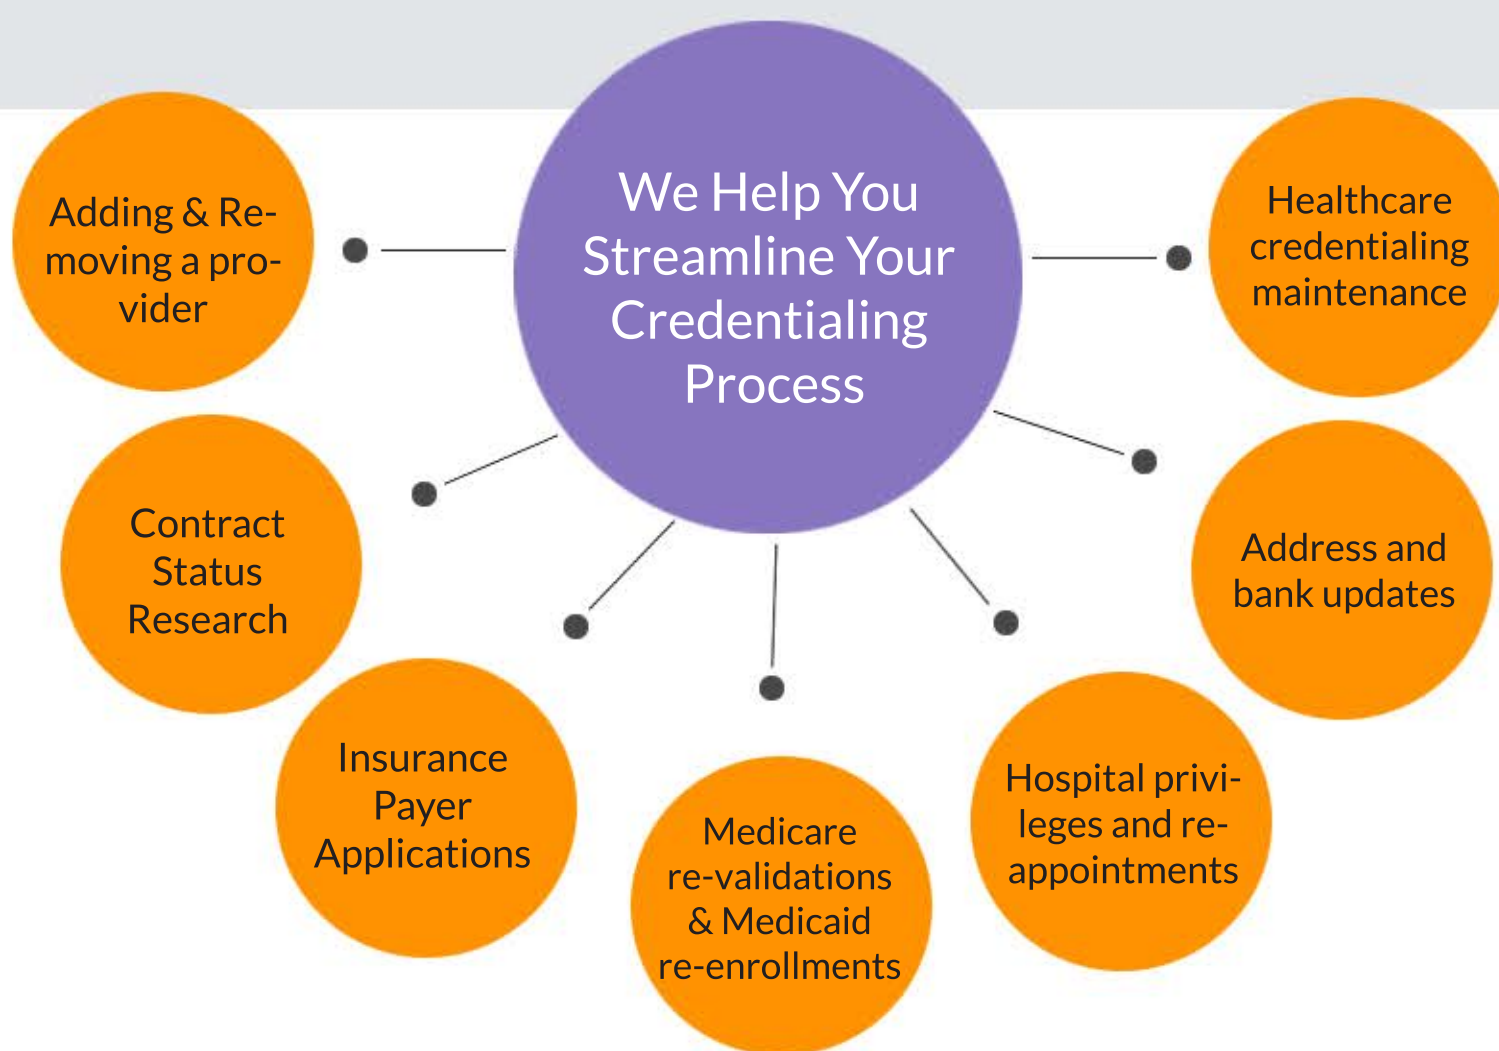 We Help You
Streamline Your
Credentialing
Process
Adding & Re-
moving a pro-
vider
Contract
Status
Research
Insurance
Payer
Applications
Medicare
re-validations
& Medicaid
re-enrollments
Hospital privi-
leges and re-
appointments
Address and
bank updates
Healthcare
credentialing
maintenance